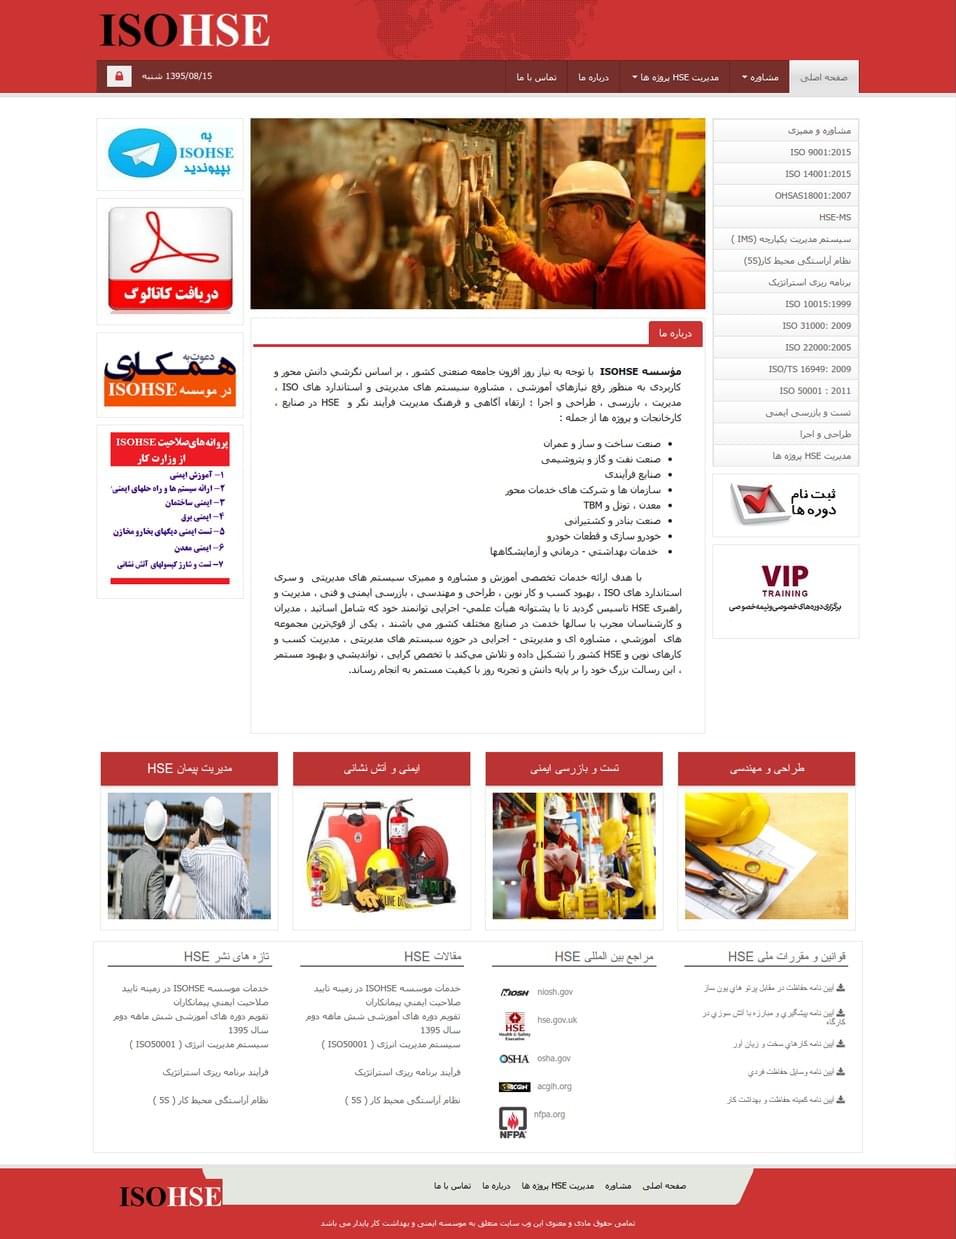 ISOHSE
صفحه اصلی
مشاوره
مدیریت HSE پروژه ها
درباره ما
تماس با ما
1395/08/15 شنبه
مشاوره و ممیزی
ISO 9001:2015
ISO 14001:2015
OHSAS18001:2007
HSE-MS
سیستم مدیریت یکپارچه (IMS )
نظام آراستگی محیط کار(5S)
برنامه ریزی استراتژیک
ISO 10015:1999
ISO 31000: 2009
ISO 22000:2005
ISO/TS 16949: 2009
ISO 50001 : 2011
تست و بازرسی ایمنی
طراحی و اجرا
مدیریت HSE پروژه ها
ثبت نام
دوره ها
VIP
TRAINING
برگزاری دوره‌های خصوصی و نیمه خصوصی
درباره ما
مؤسسه ISOHSE با توجه به نیاز روز افزون جامعه صنعتی کشور ، بر اساس نگرشي دانش محور و
کاربردی به منظور رفع نیازهاي آموزشی ، مشاوره سیستم های مدیریتی و استاندارد های ISO ،
مدیریت ، بازرسی ، طراحی و اجرا ؛ ارتقاء آگاهی و فرهنگ مدیریت فرآیند نگر و HSE در صنایع ،
کارخانجات و پروژه ها از جمله :
صنعت ساخت و ساز و عمران
صنعت نفت و گاز و پتروشیمی
صنایع فرآیندی
سازمان ها و شرکت های خدمات محور
معدن ، تونل و TBM
صنعت بنادر و کشتیرانی
خودرو سازی و قطعات خودرو
خدمات بهداشتي - درماني و آزمایشگاهها
با هدف ارائه خدمات تخصصی آموزش و مشاوره و ممیزی سیستم های مدیریتی و سری
استاندارد های ISO ، بهبود کسب و کار نوین ، طراحی و مهندسی ، بازرسی ایمنی و فنی ، مدیریت و
راهبری HSE تاسیس گردید تا با پشتوانه هیأت علمي- اجرایی توانمند خود که شامل اساتید ، مدیران
و کارشناسان مجرب با سالها خدمت در صنایع مختلف کشور می باشند ، یکی از قوی‌ترین مجموعه
های آموزشي ، مشاوره ای و مدیریتی - اجرایی در حوزه سیستم های مدیریتی ، مدیریت کسب و
کارهای نوین و HSE کشور را تشکیل داده و تلاش می‌کند با تخصص گرایی ، نواندیشي و بهبود مستمر
، این رسالت بزرگ خود را بر پایه دانش و تجربه روز با کیفیت مستمر به انجام رساند.
به
ISOHSE
بپیوندید
دریافت کاتالوگ
دعوت به
همکاری
در موسسه ISOHSE
پروانه‌های صلاحیت ISOHSE
از وزارت کار
۱- آموزش ایمنی
۲- ارائه سیستم ها و راه حلهای ایمنی
۳- ایمنی ساختمان
۴- ایمنی برق
۵- تست ایمنی دیگهای بخار و مخازن
۶- ایمنی معدن
۷- تست و شارژ کپسولهای آتش نشانی
طراحی و مهندسی
تست و بازرسی ایمنی
ایمنی و آتش نشانی
مدیریت پیمان HSE
قوانین و مقررات ملی HSE
آیین نامه حفاظت در مقابل پرتو هاي یون ساز
آیین نامه پیشگیري و مبارزه با آتش سوزي در
کارگاه
آیین نامه کارهاي سخت و زیان آور
آیین نامه وسایل حفاظت فردي
آیین نامه کمیته حفاظت و بهداشت کار
مراجع بین المللی HSE
NIOSH niosh.gov
HSE hse.gov.uk
Health & Safety
Executive
OSHA osha.gov
ACGIH acgih.org
nfpa.org
NFPA
مقالات HSE
خدمات موسسه ISOHSE در زمینه تایید
صلاحیت ایمنی پیمانکاران
تقویم دوره های آموزشی شش ماهه دوم
سال 1395
سیستم مدیریت انرژی ( ISO50001 )
فرآیند برنامه ریزی استراتژیک
نظام آراستگی محیط کار ( 5S )
تازه های نشر HSE
خدمات موسسه ISOHSE در زمینه تایید
صلاحیت ایمنی پیمانکاران
تقویم دوره های آموزشی شش ماهه دوم
سال 1395
سیستم مدیریت انرژی ( ISO50001 )
فرآیند برنامه ریزی استراتژیک
نظام آراستگی محیط کار ( 5S )
صفحه اصلی
مشاوره
مدیریت HSE پروژه ها
درباره ما
تماس با ما
ISOHSE
تمامی حقوق مادی و معنوی این وب سایت متعلق به موسسه ایمنی و بهداشت کار پایدار می باشد